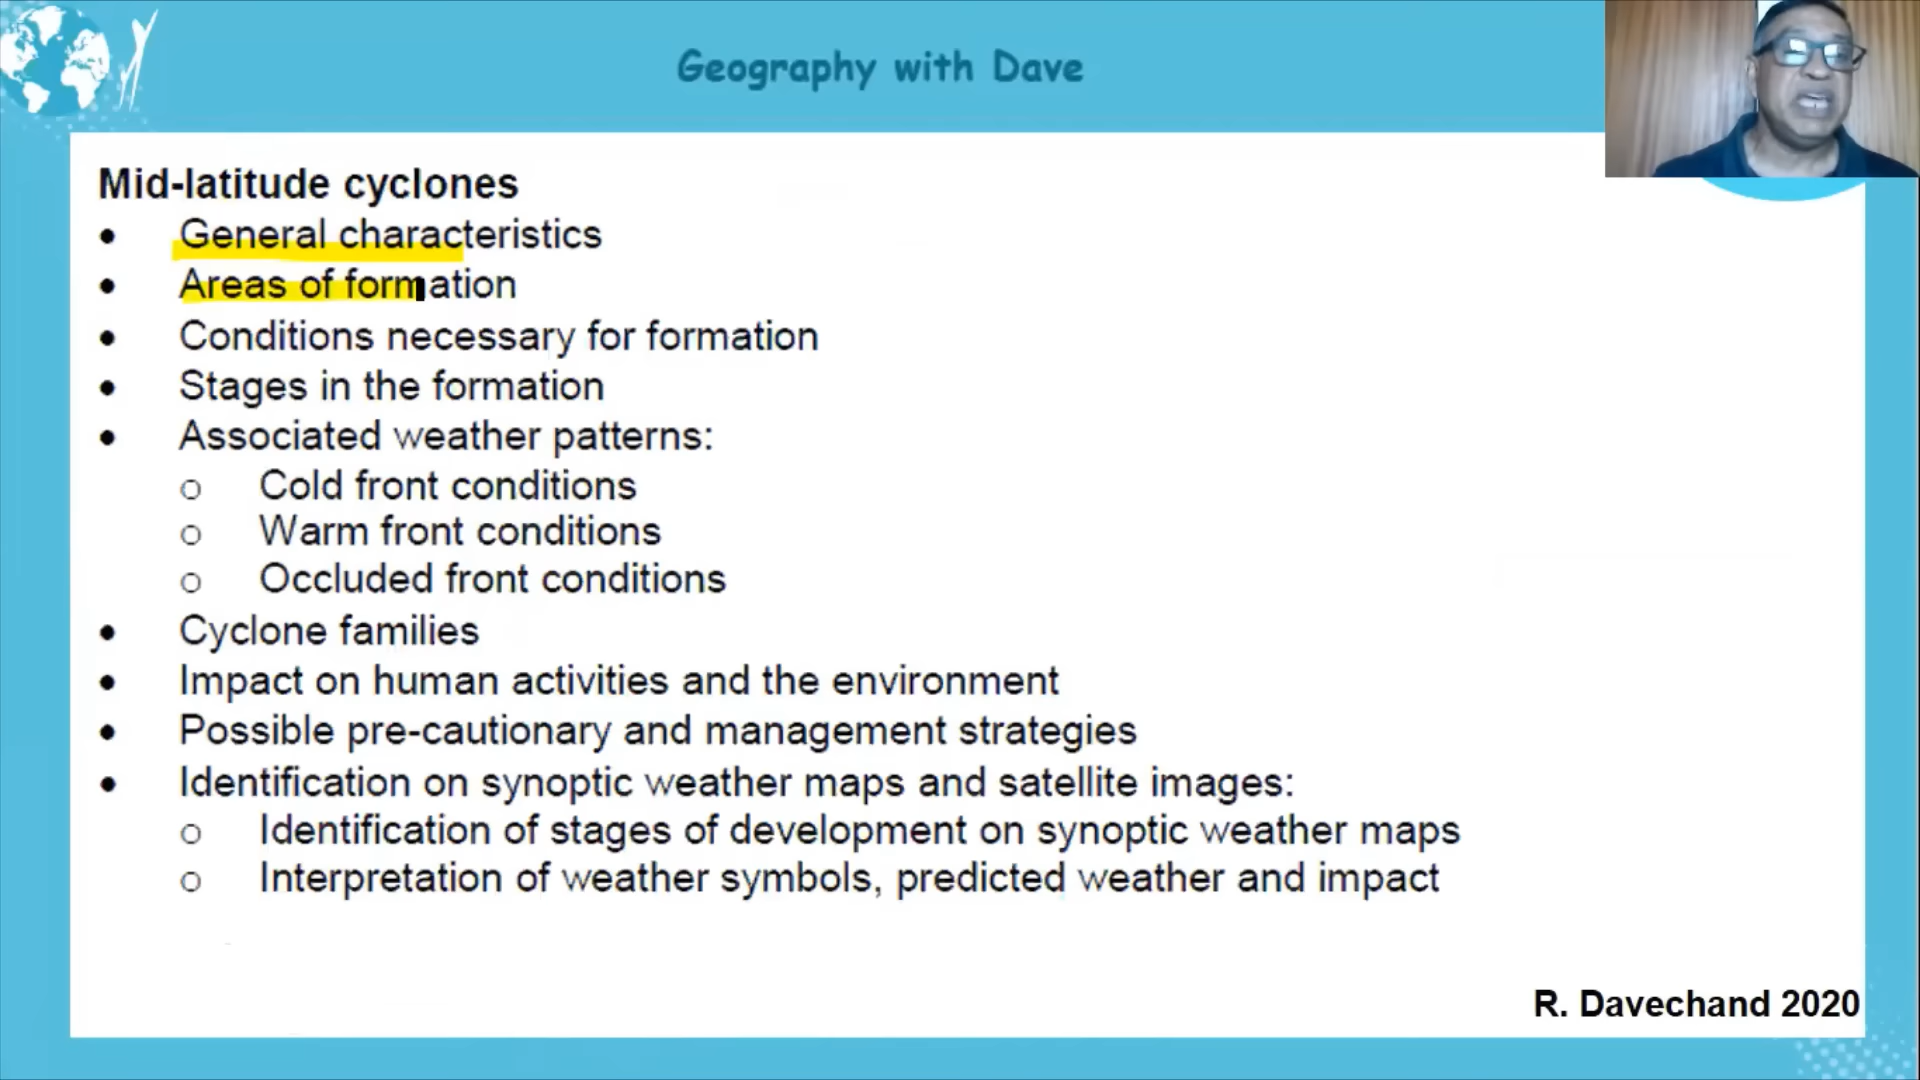 Geography with Dave
Mid-latitude cyclones
• General characteristics
• Areas of formation
• Conditions necessary for formation
• Stages in the formation
• Associated weather patterns:
o Cold front conditions
o Warm front conditions
o Occluded front conditions
• Cyclone families
• Impact on human activities and the environment
• Possible pre-cautionary and management strategies
• Identification on synoptic weather maps and satellite images:
o Identification of stages of development on synoptic weather maps
o Interpretation of weather symbols, predicted weather and impact
R. Davechand 2020